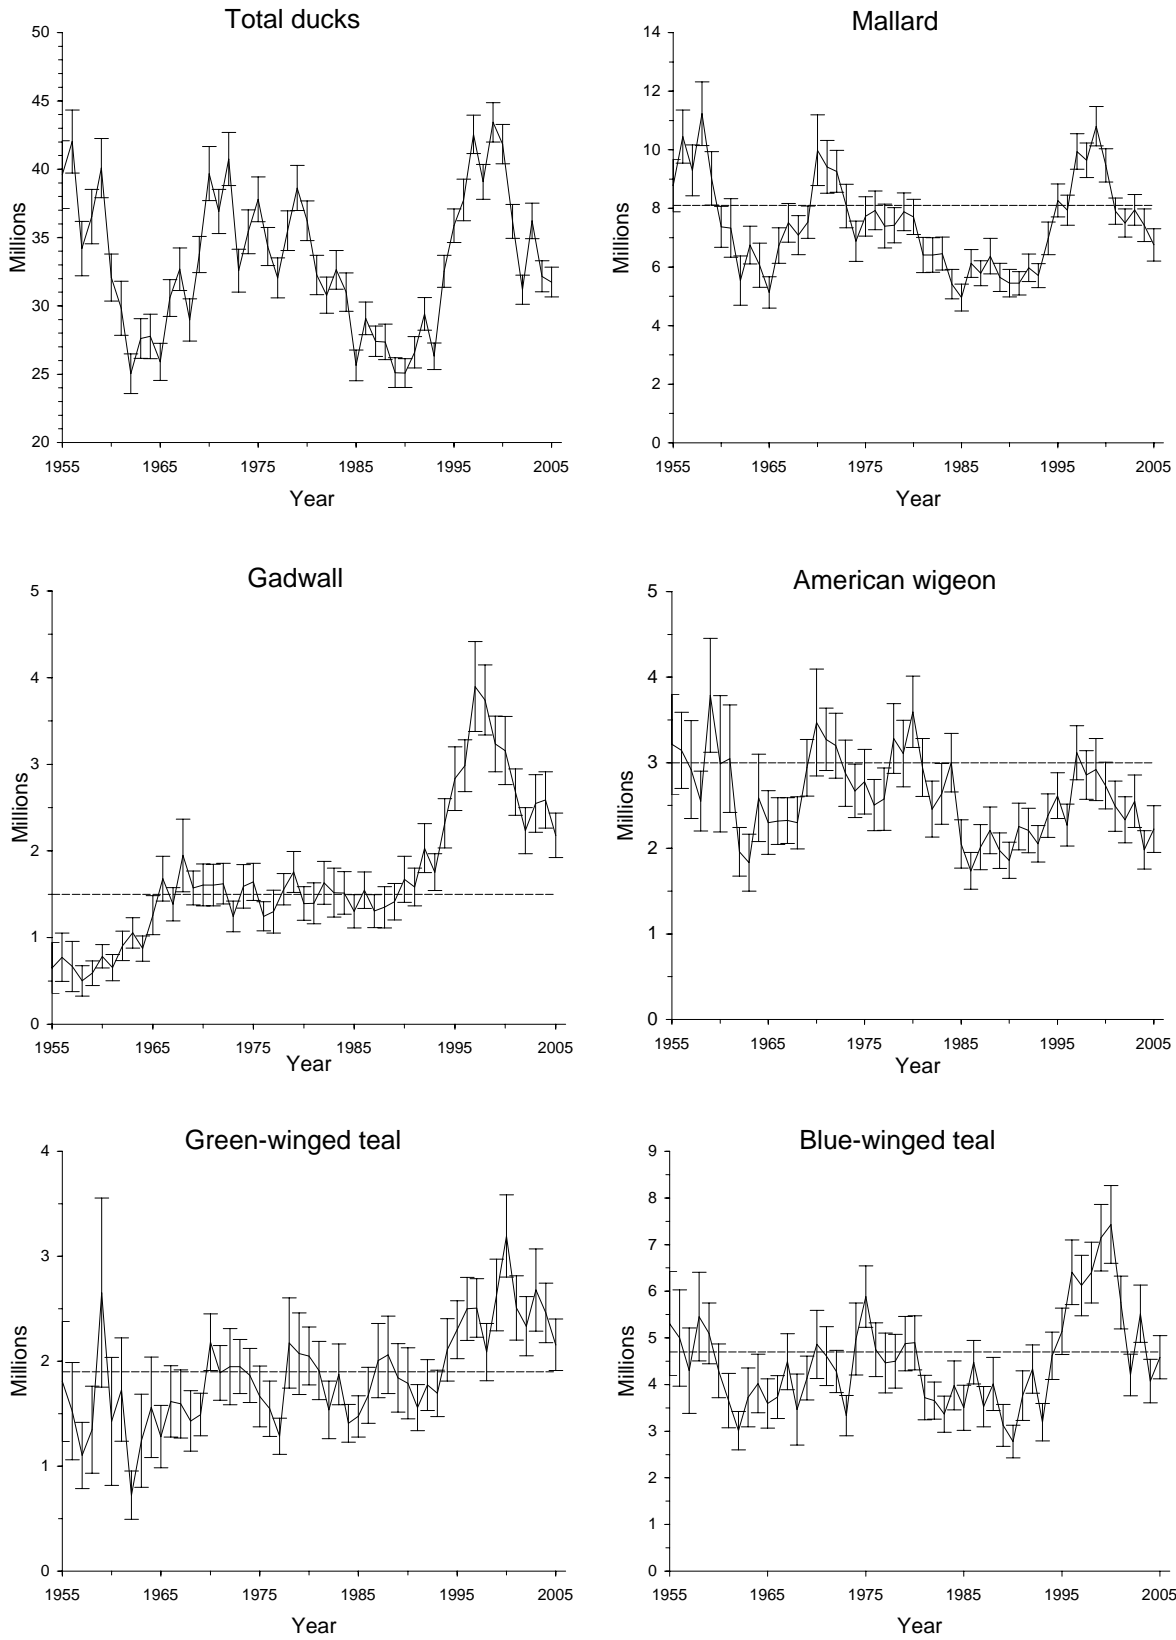 Total ducks
50
45
40
35
30
25
20
Millions
1955 1965 1975 1985 1995 2005
Year
Mallard
14
12
10
8
6
4
2
0
Millions
1955 1965 1975 1985 1995 2005
Year
Gadwall
5
4
3
2
1
0
Millions
1955 1965 1975 1985 1995 2005
Year
American wigeon
5
4
3
2
1
0
Millions
1955 1965 1975 1985 1995 2005
Year
Green-winged teal
4
3
2
1
0
Millions
1955 1965 1975 1985 1995 2005
Year
Blue-winged teal
9
8
7
6
5
4
3
2
1
0
Millions
1955 1965 1975 1985 1995 2005
Year